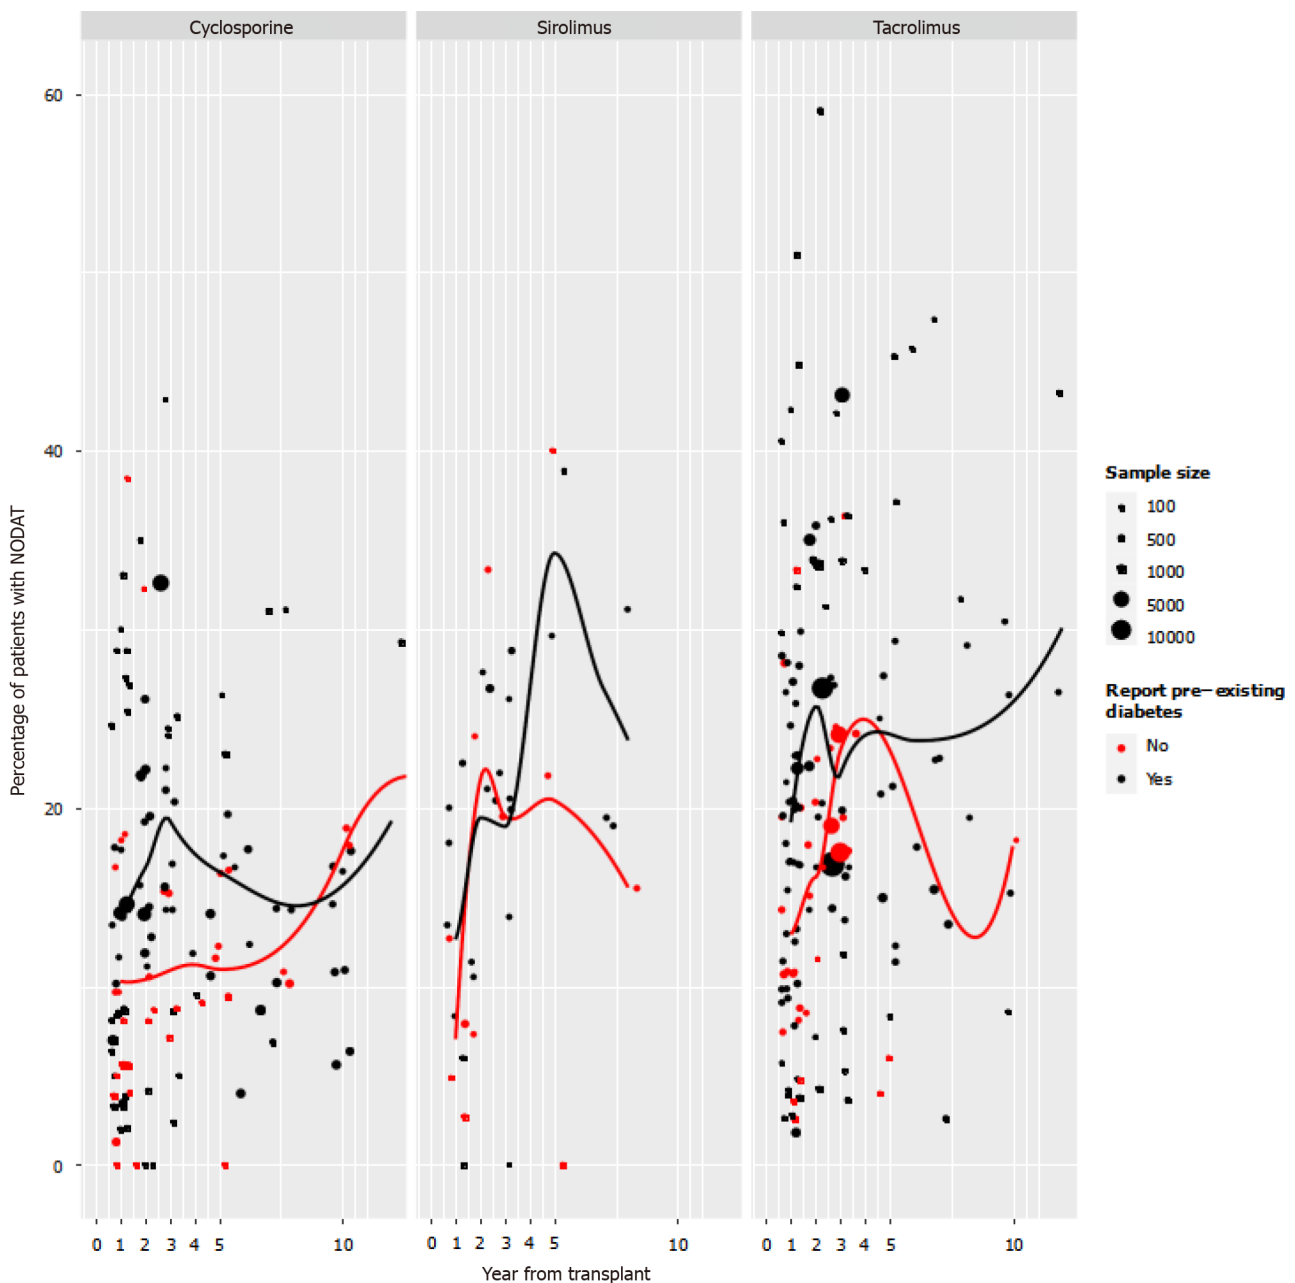 Cyclosporine
Sirolimus
Tacrolimus
Percentage of patients with NODAT
60
40
20
0
0 1 2 3 4 5 10
0 1 2 3 4 5 10
0 1 2 3 4 5 10
Year from transplant
Sample size
100
500
1000
5000
10000
Report pre-existing
diabetes
No
Yes